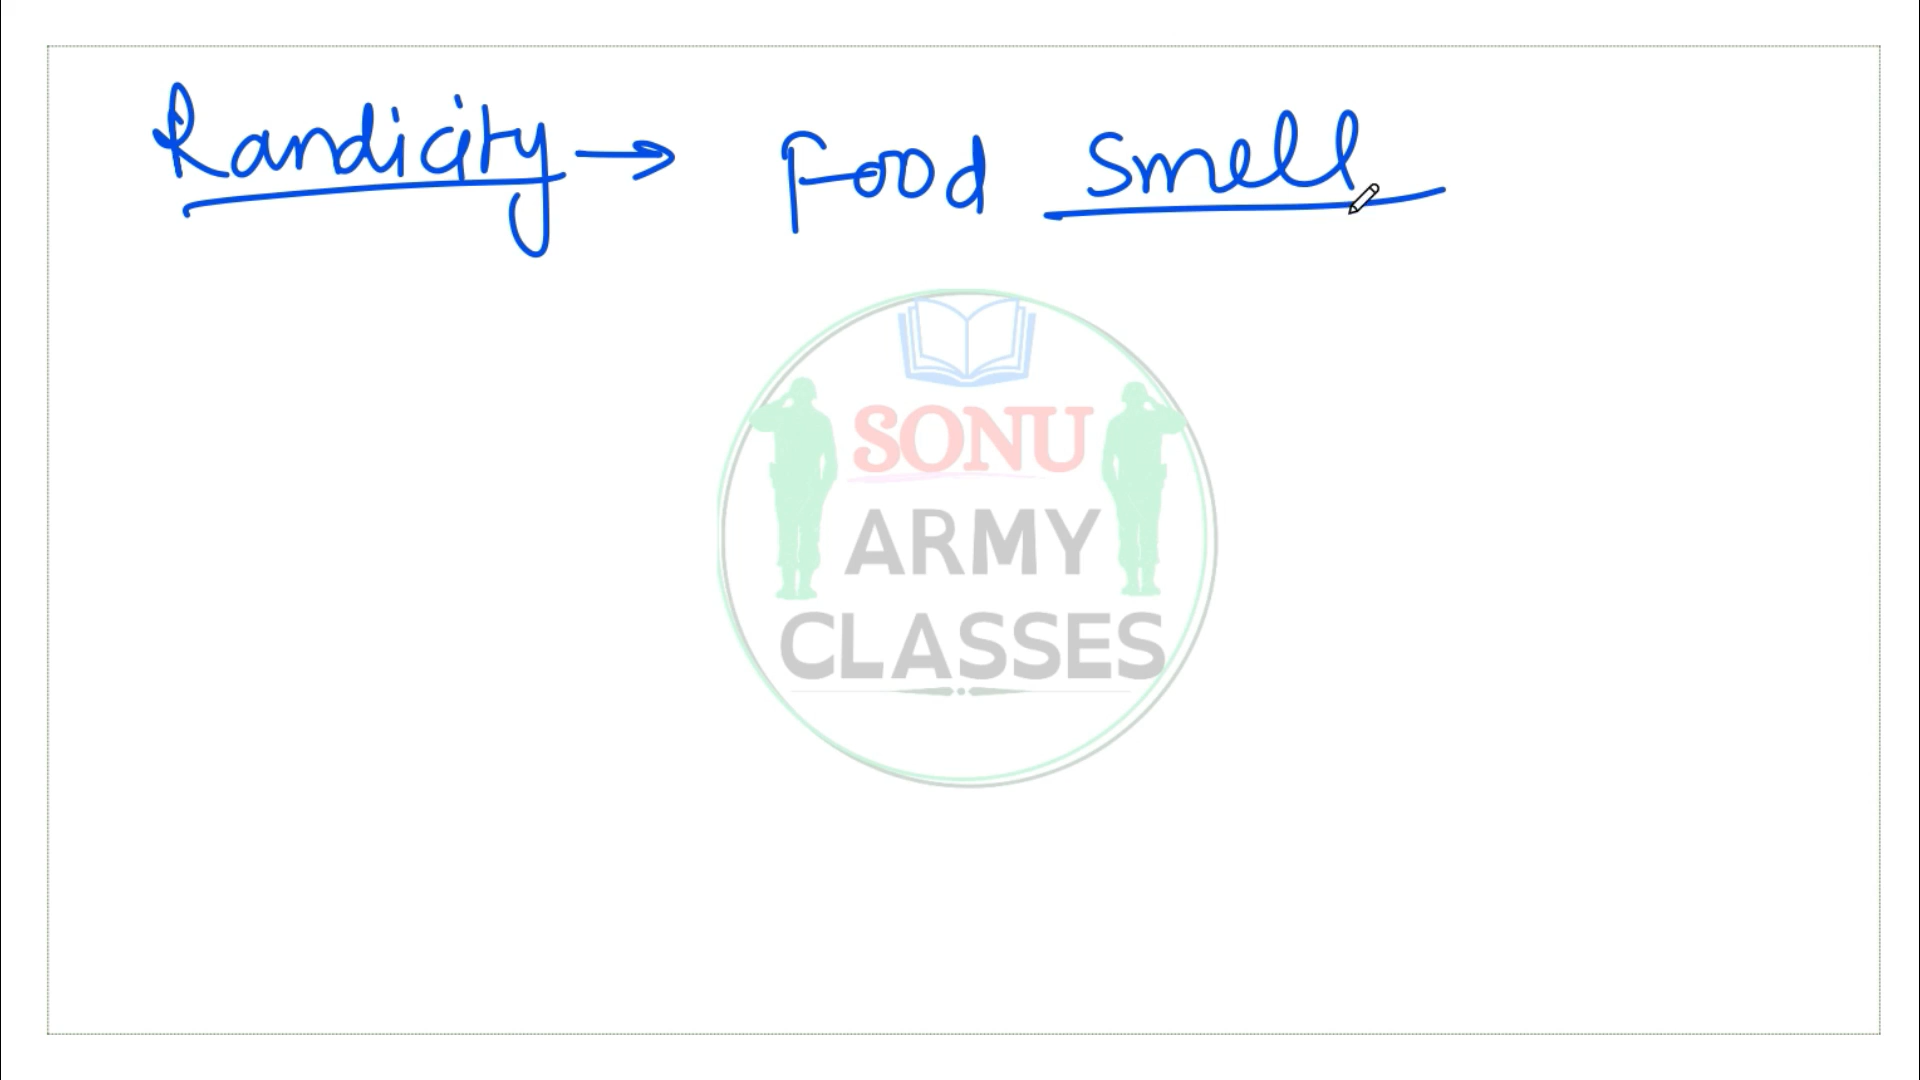 Randicity → Food Smell
SONU
ARMY
CLASSES